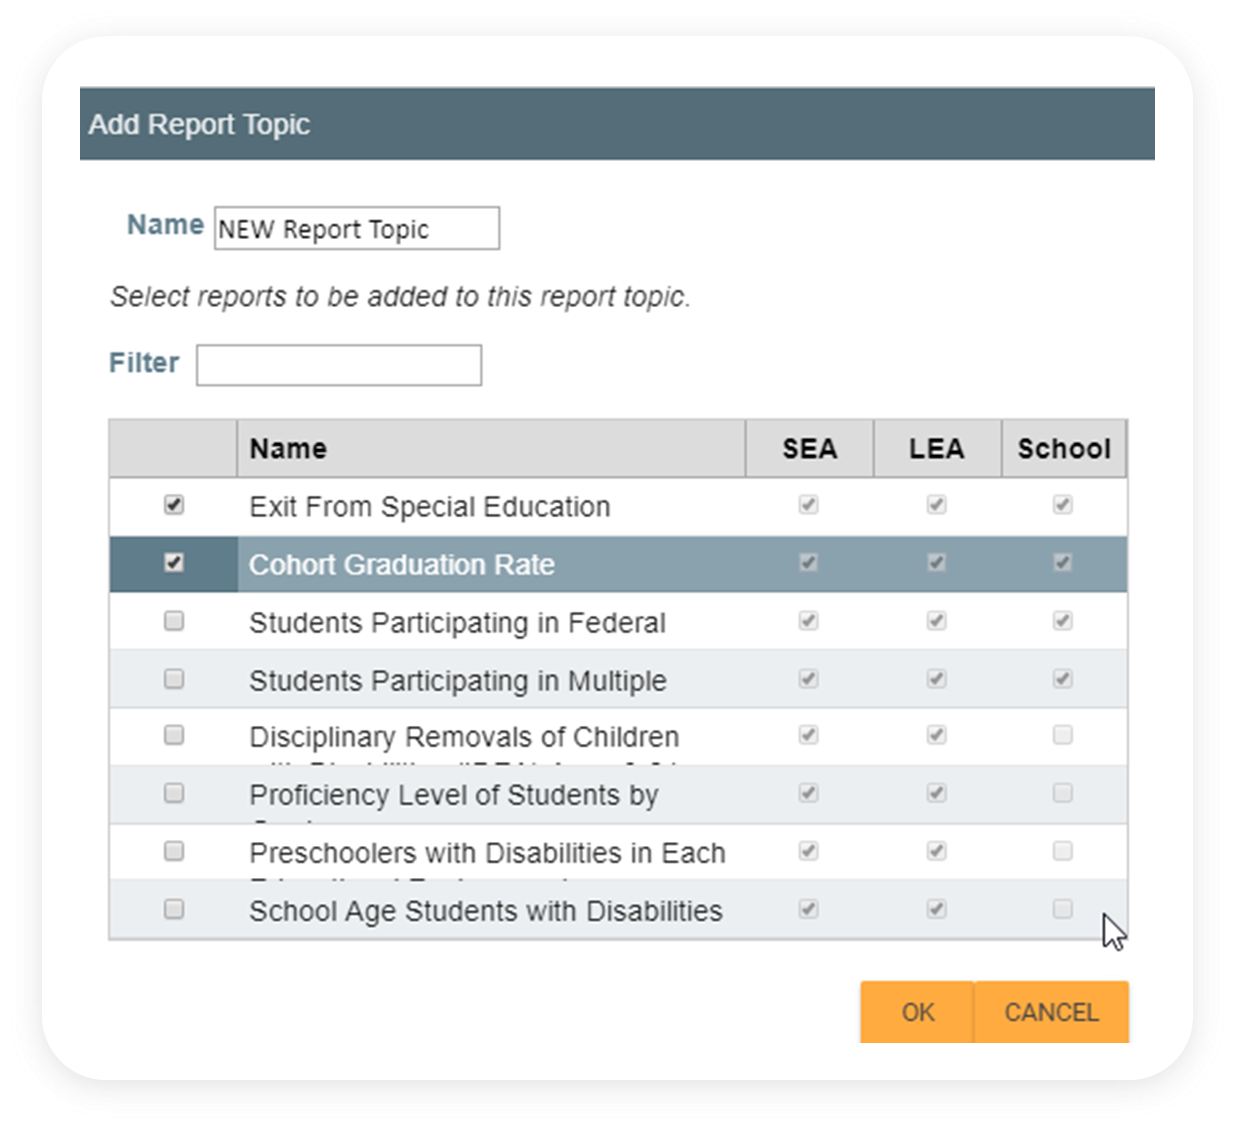 Add Report Topic
Name NEW Report Topic
Select reports to be added to this report topic.
Filter
Name SEA LEA School
Exit From Special Education
Cohort Graduation Rate
Students Participating in Federal
Students Participating in Multiple
Disciplinary Removals of Children
Proficiency Level of Students by
Preschoolers with Disabilities in Each
School Age Students with Disabilities
OK CANCEL